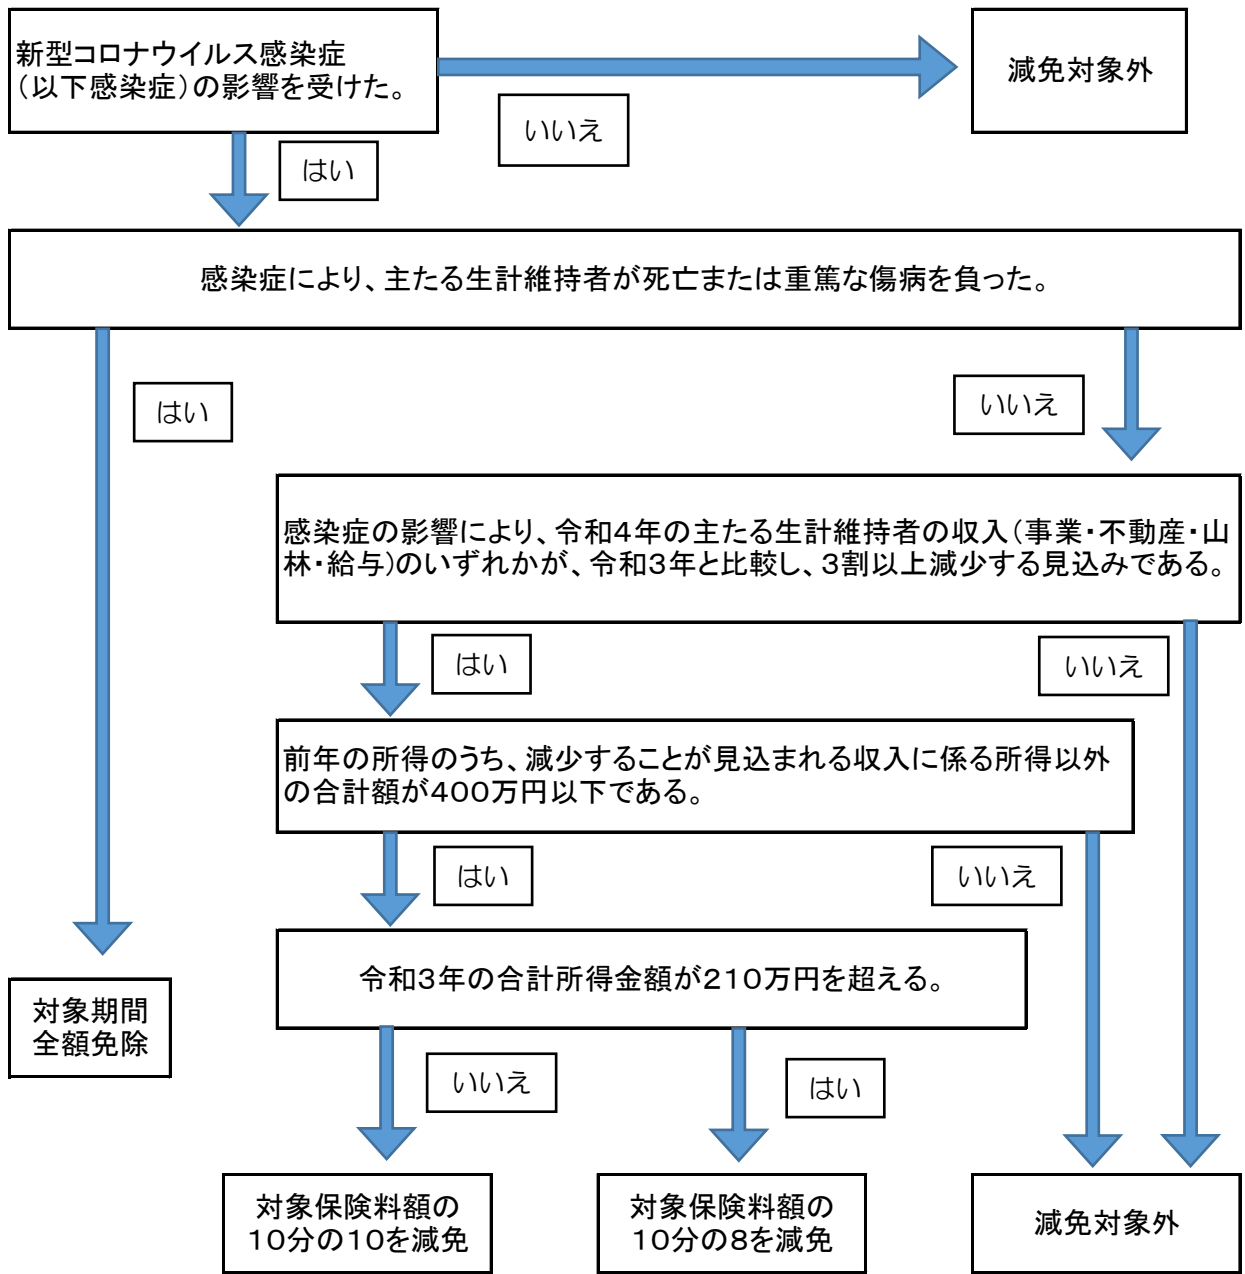 新型コロナウイルス感染症
（以下感染症）の影響を受けた。
減免対象外
いいえ
はい
感染症により、主たる生計維持者が死亡または重篤な傷病を負った。
はい
いいえ
感染症の影響により、令和４年の主たる生計維持者の収入（事業・不動産・山
林・給与）のいずれかが、令和３年と比較し、３割以上減少する見込みである。
はい
いいえ
前年の所得のうち、減少することが見込まれる収入に係る所得以外
の合計額が４００万円以下である。
はい
いいえ
令和３年の合計所得金額が２１０万円を超える。
対象期間
全額免除
いいえ
はい
対象保険料額の
１０分の１０を減免
対象保険料額の
１０分の８を減免
減免対象外